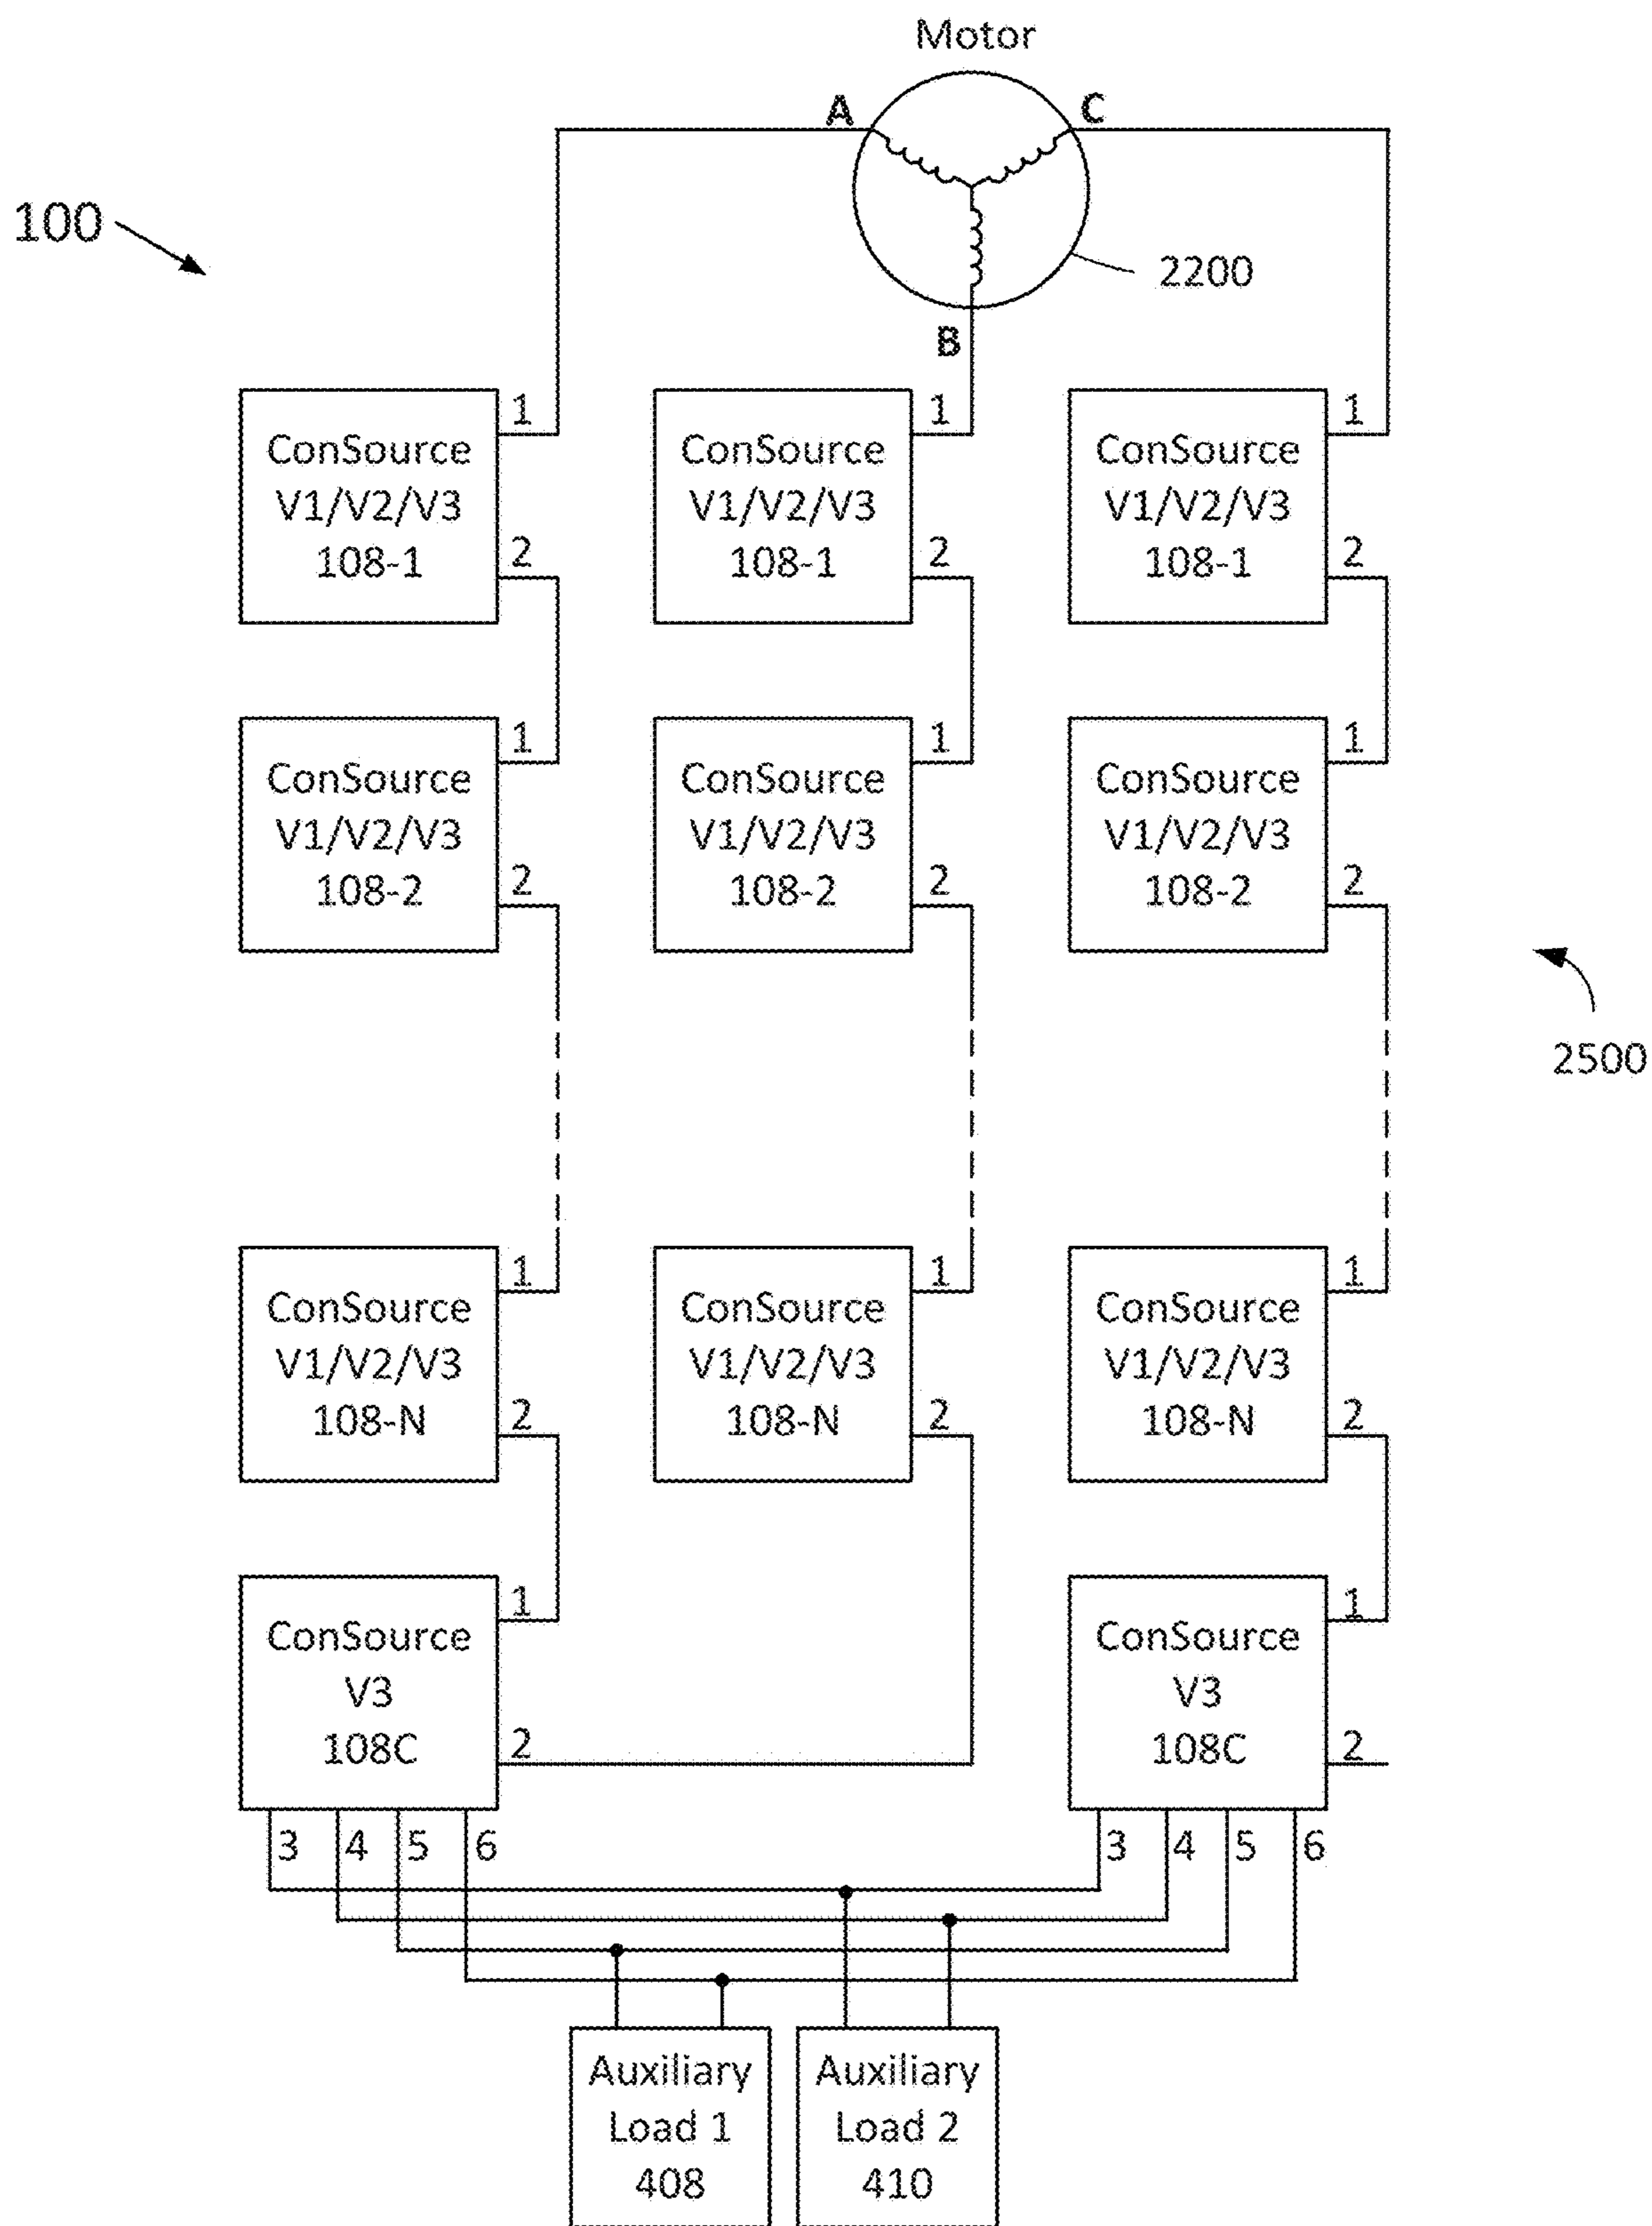 Motor
A
C
100
2200
B
1
1
1
ConSource
V1/V2/V3
108-1
ConSource
V1/V2/V3
108-1
ConSource
V1/V2/V3
108-1
2
2
2
1
1
1
ConSource
V1/V2/V3
108-2
ConSource
V1/V2/V3
108-2
ConSource
V1/V2/V3
108-2
2
2
2
2500
1
1
1
ConSource
V1/V2/V3
108-N
ConSource
V1/V2/V3
108-N
ConSource
V1/V2/V3
108-N
2
2
2
1
1
ConSource
V3
108C
ConSource
V3
108C
2
2
3
4
5
6
3
4
5
6
Auxiliary
Load 1
408
Auxiliary
Load 2
410